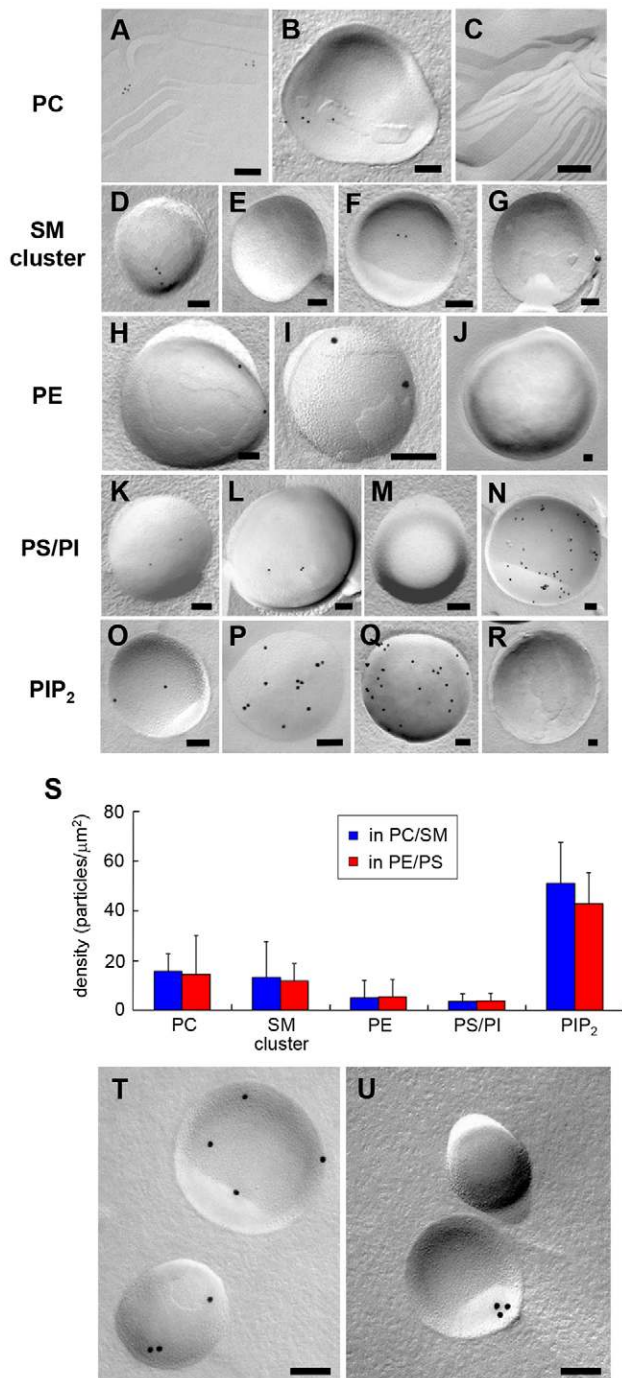 A B C
PC
D E F G
SM
cluster
H I J
PE
K L M N
PS/PI
O P Q R
PIP₂
S
80
in PC/SM
in PE/PS
60
40
20
0
density (particles/μm²)
PC SM PE PS/PI PIP₂
cluster
T U